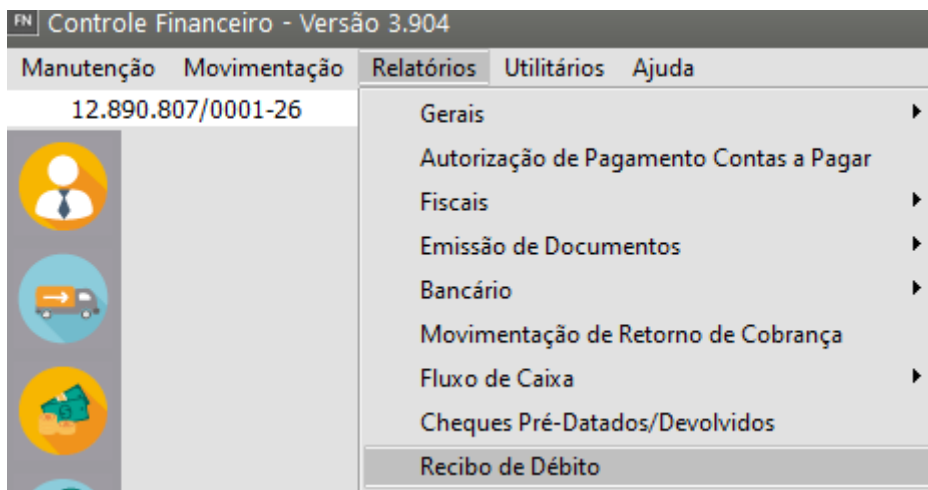 FN Controle Financeiro - Versão 3.904
Manutenção Movimentação Relatórios Utilitários Ajuda
12.890.807/0001-26
Gerais
Autorização de Pagamento Contas a Pagar
Fiscais
Emissão de Documentos
Bancário
Movimentação de Retorno de Cobrança
Fluxo de Caixa
Cheques Pré-Datados/Devolvidos
Recibo de Débito